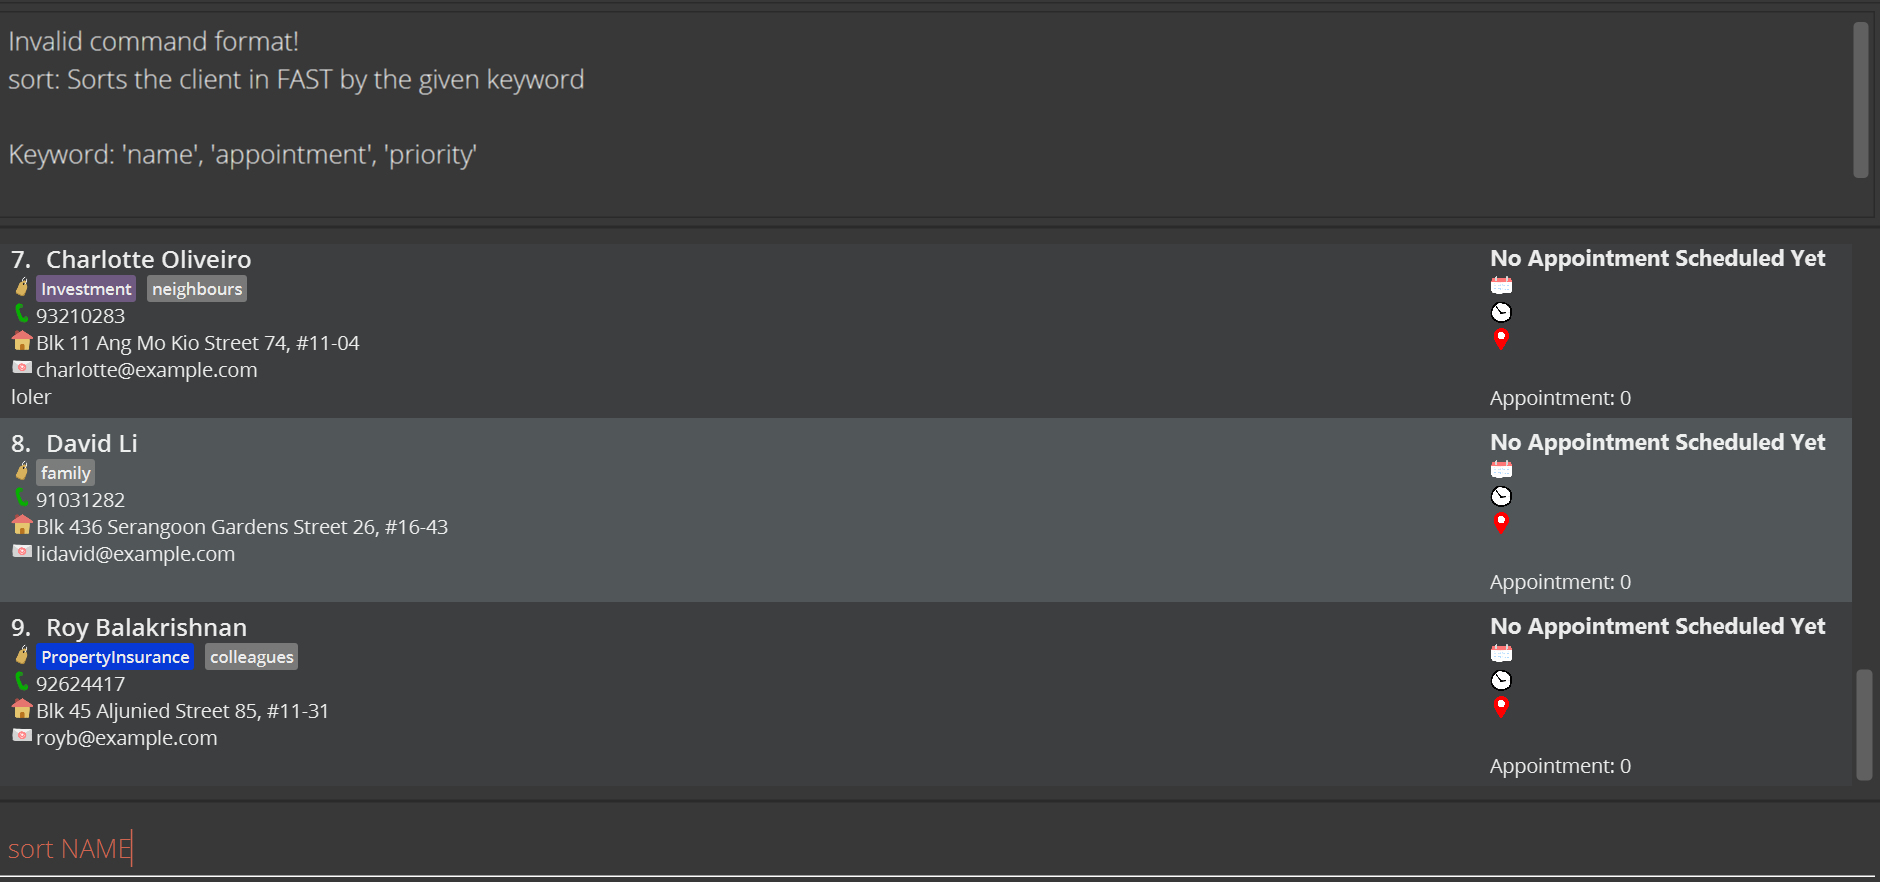 Invalid command format!
sort: Sorts the client in FAST by the given keyword
Keyword: 'name', 'appointment', 'priority'
7. Charlotte Oliveiro
Investment neighbours
93210283
Blk 11 Ang Mo Kio Street 74, #11-04
charlotte@example.com
loler
No Appointment Scheduled Yet
Appointment: 0
8. David Li
family
91031282
Blk 436 Serangoon Gardens Street 26, #16-43
lidavid@example.com
No Appointment Scheduled Yet
Appointment: 0
9. Roy Balakrishnan
PropertyInsurance colleagues
92624417
Blk 45 Aljunied Street 85, #11-31
royb@example.com
No Appointment Scheduled Yet
Appointment: 0
sort NAME